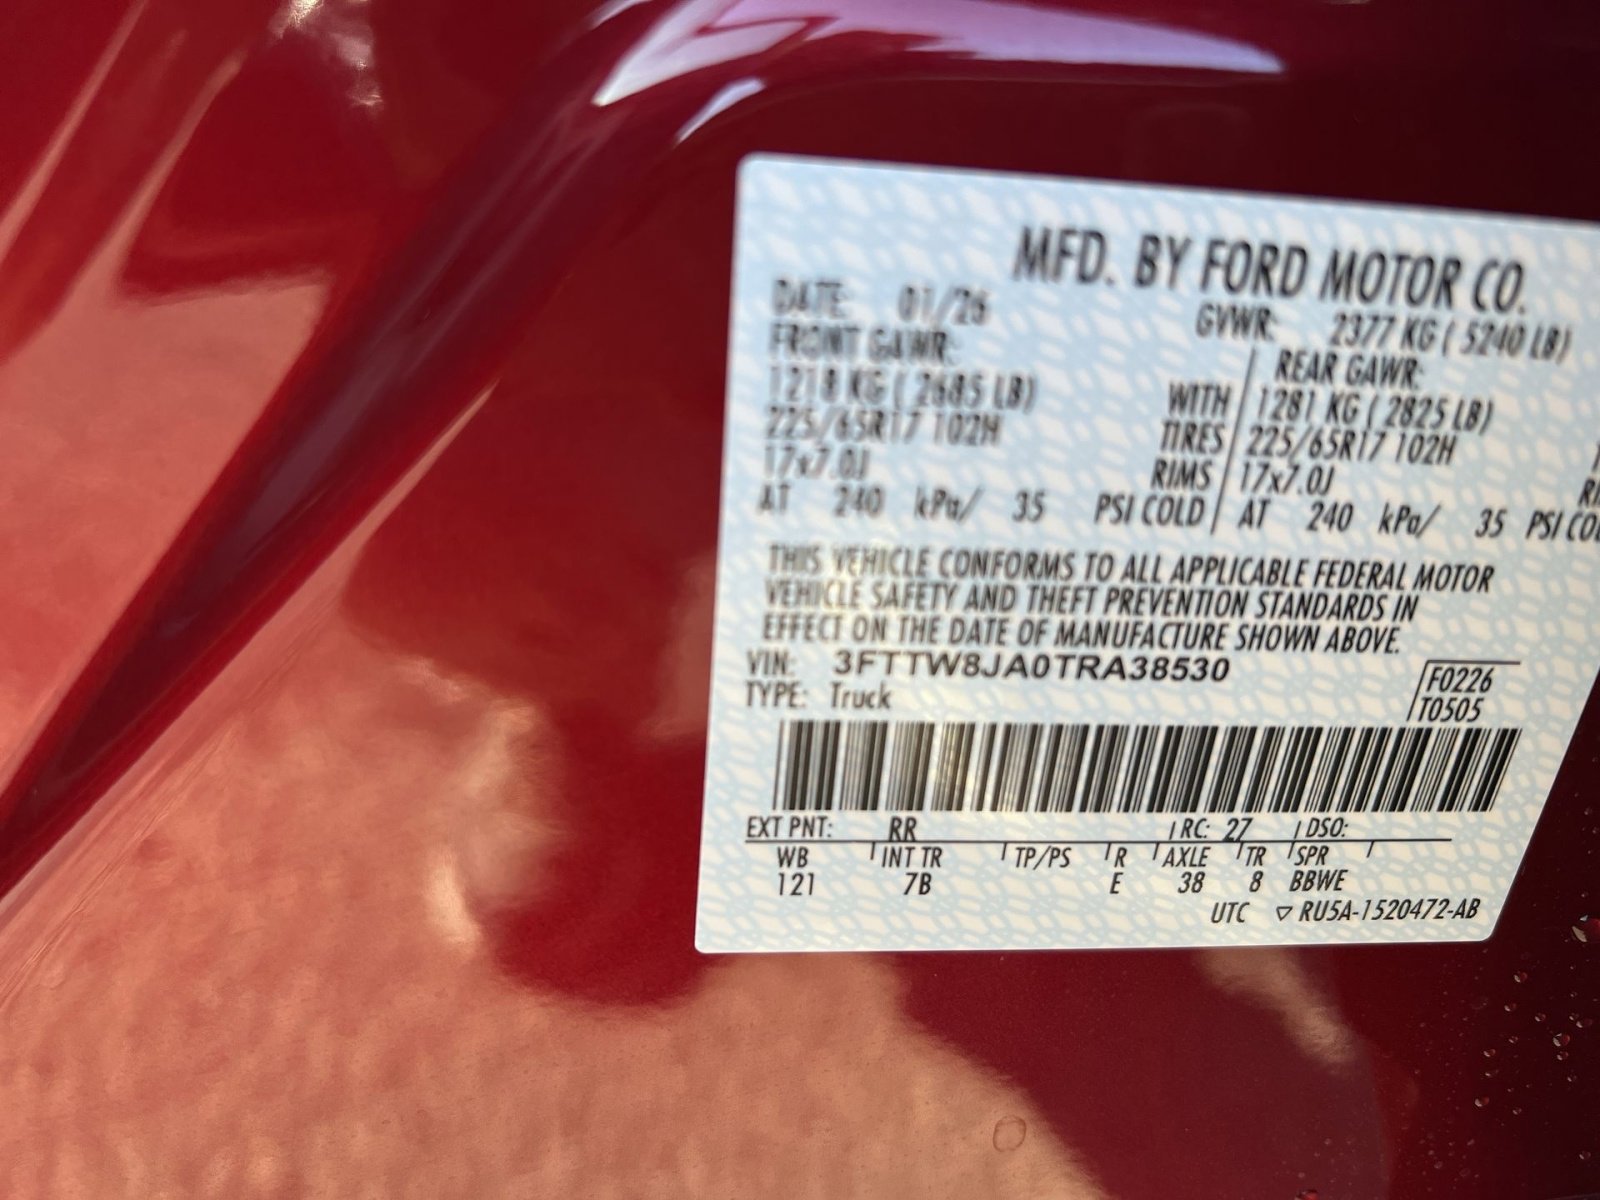 MFD. BY FORD MOTOR CO.
DATE: 01/26 GVWR: 2377 KG ( 5240 LB)
FRONT GAWR: REAR GAWR:
1218 KG ( 2685 LB) WITH 1281 KG ( 2825 LB)
225/65R17 102H TIRES 225/65R17 102H
17x7.0J RIMS 17x7.0J
AT 240 kPa/ 35 PSI COLD AT 240 kPa/ 35 PSI
THIS VEHICLE CONFORMS TO ALL APPLICABLE FEDERAL MOTOR
VEHICLE SAFETY AND THEFT PREVENTION STANDARDS IN
EFFECT ON THE DATE OF MANUFACTURE SHOWN ABOVE.
VIN: 3FTTW8JA0TRA38530 F0226
TYPE: Truck T0505
EXT PNT: RR RC: 27 DSO:
WB INT TR TP/PS R AXLE TR SPR
121 7B E 38 8 BBWE
UTC ▽ RU5A-1520472-AB